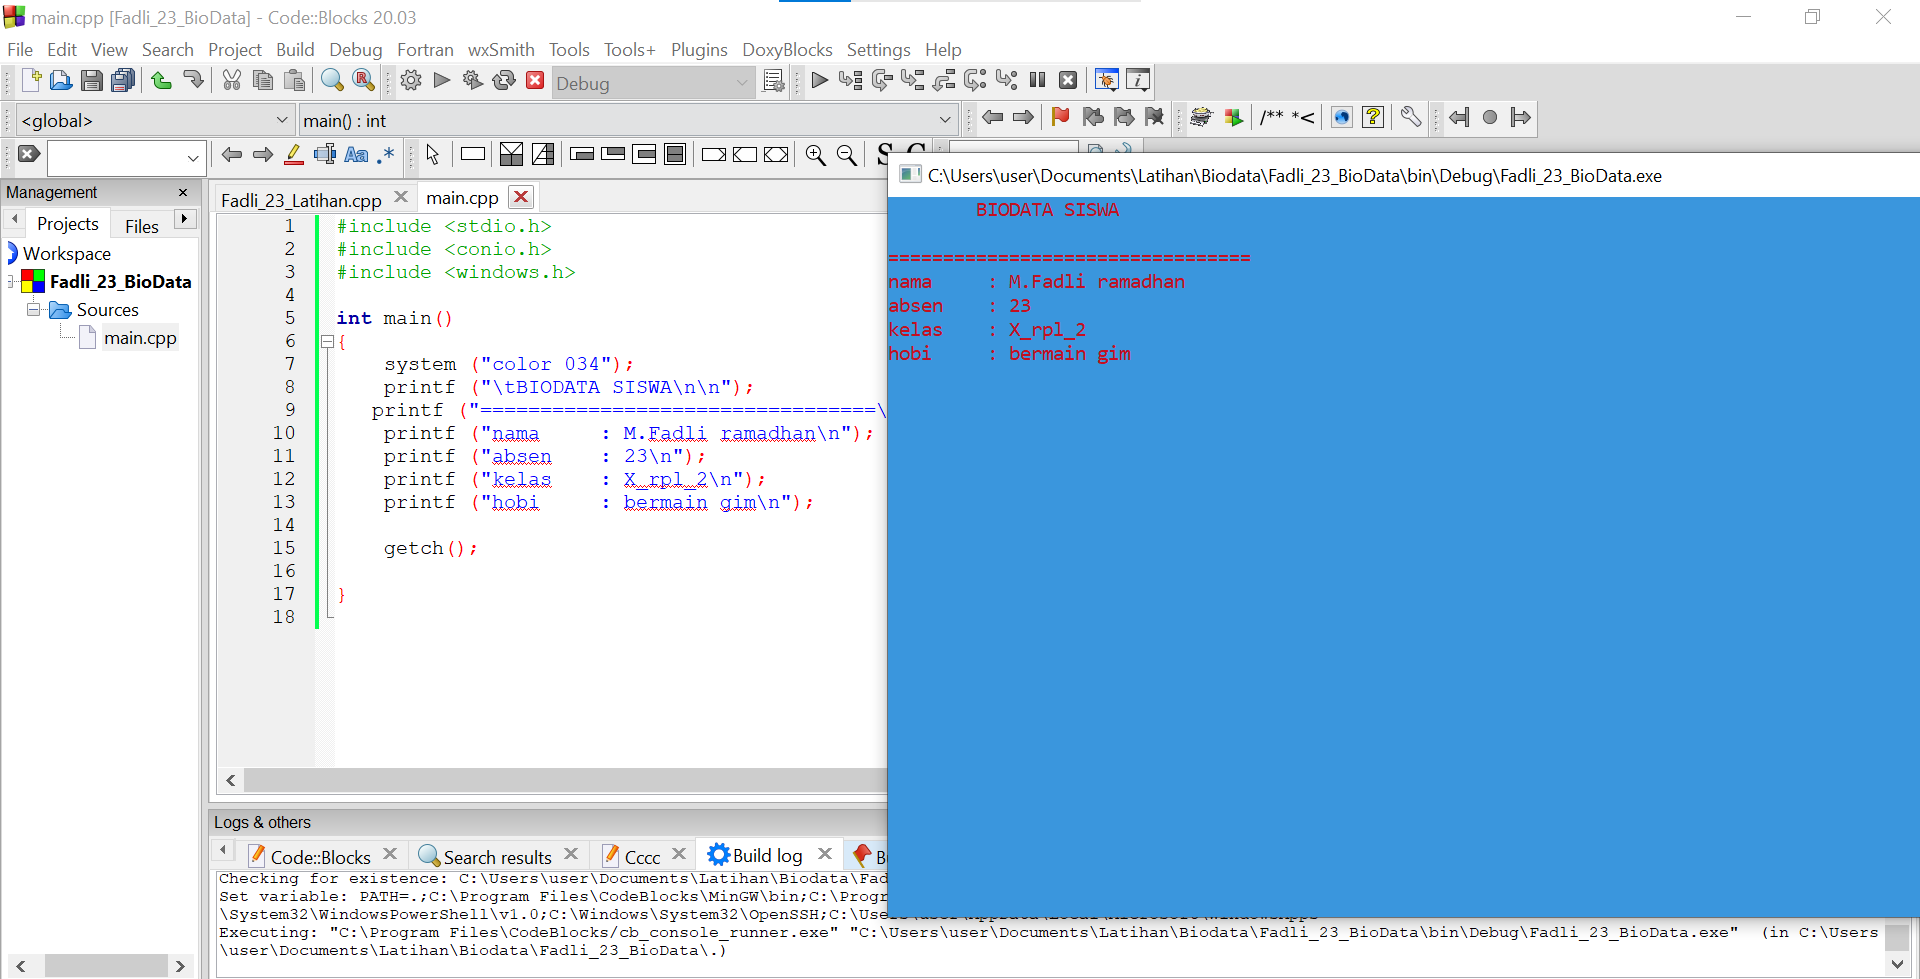 main.cpp [Fadli_23_BioData] - Code::Blocks 20.03
File Edit View Search Project Build Debug Fortran wxSmith Tools Tools+ Plugins DoxyBlocks Settings Help
Debug
<global> main() : int /** *<
Aa .* S C
Management
Projects Files
Workspace
Fadli_23_BioData
Sources
main.cpp
Fadli_23_Latihan.cpp main.cpp
1 #include <stdio.h>
2 #include <conio.h>
3 #include <windows.h>
4
5 int main()
6 {
7 system ("color 034");
8 printf ("\tBIODATA SISWA\n\n");
9 printf ("=================================\
10 printf ("nama     : M.Fadli ramadhan\n");
11 printf ("absen    : 23\n");
12 printf ("kelas    : X_rpl_2\n");
13 printf ("hobi     : bermain gim\n");
14
15 getch();
16
17 }
18
C:\Users\user\Documents\Latihan\Biodata\Fadli_23_BioData\bin\Debug\Fadli_23_BioData.exe
BIODATA SISWA
=================================
nama     : M.Fadli ramadhan
absen    : 23
kelas    : X_rpl_2
hobi     : bermain gim
Logs & others
Code::Blocks Search results Cccc Build log
Checking for existence: C:\Users\user\Documents\Latihan\Biodata\Fad
Set variable: PATH=.;C:\Program Files\CodeBlocks\MinGW\bin;C:\Progr
\System32\WindowsPowerShell\v1.0;C:\Windows\System32\OpenSSH;C:\Users
Executing: "C:\Program Files\CodeBlocks/cb_console_runner.exe" "C:\Users\user\Documents\Latihan\Biodata\Fadli_23_BioData\bin\Debug\Fadli_23_BioData.exe" (in C:\Users
\user\Documents\Latihan\Biodata\Fadli_23_BioData\.)